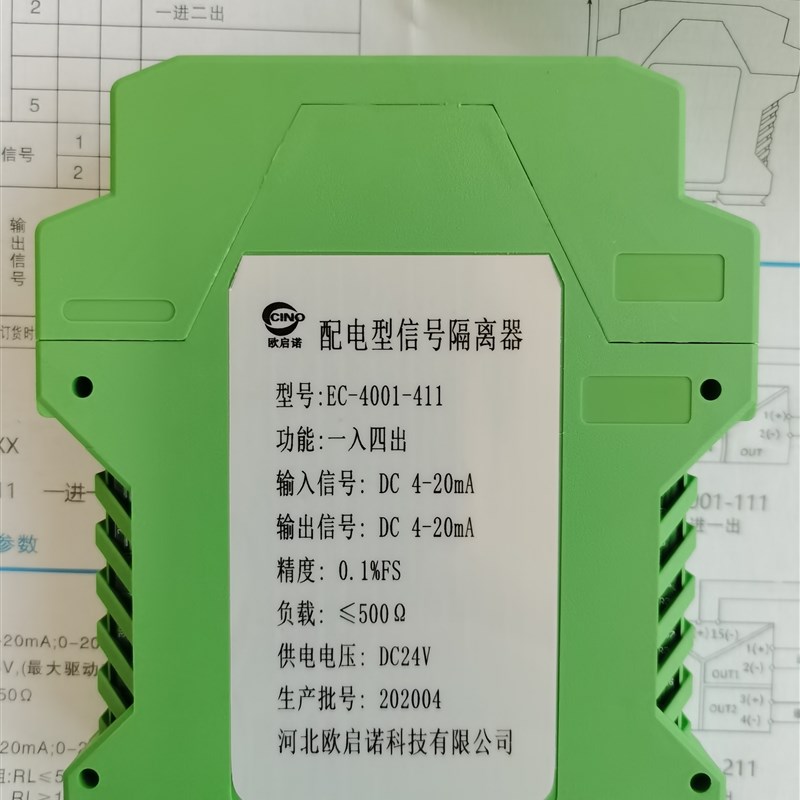 2
一进二出
5
信号
1
2
输出信号
订货时
XX
11 一进一
参数
-20mA;0-20
V,(最大驱动
50Ω
mA;0-2
阻:RL≤5
RL≥1
CINO
欧启诺
配电型信号隔离器
型号:EC-4001-411
功能:一入四出
输入信号: DC 4-20mA
输出信号: DC 4-20mA
精度: 0.1%FS
负载: ≤500Ω
供电电压: DC24V
生产批号: 202004
河北欧启诺科技有限公司
1(+)
2(-)
OUT
001-111
进一出
15(-)
1(+)
OUT1
2(-)
OUT2
3(+)
4(-)
211